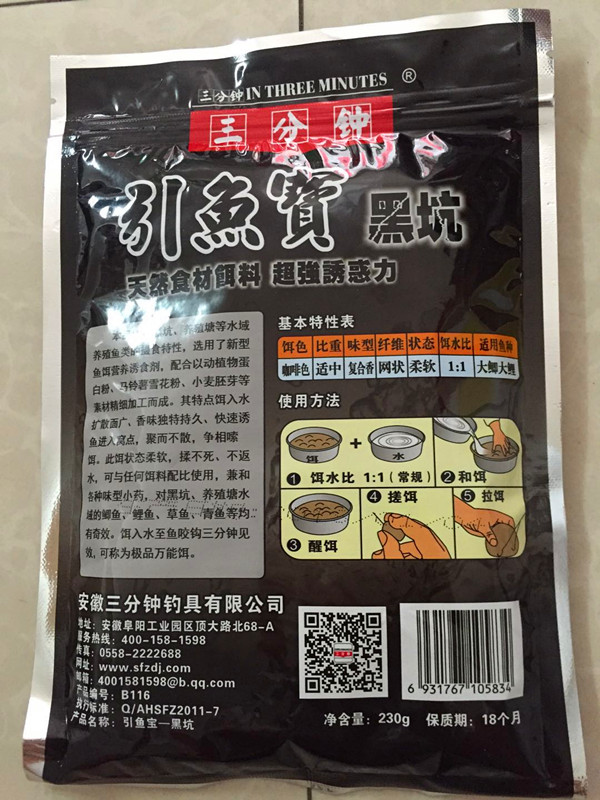 三分钟 IN THREE MINUTES ®
三分钟
引魚寶 黑坑
天然食材餌料 超強誘惑力
坑、养殖塘等水域
养殖鱼类的摄食特性，选用了新型
鱼饵营养诱食剂，配合以动植物蛋
白粉、马铃薯雪花粉、小麦胚芽等
素材精细加工而成。其特点饵入水
扩散面广、香味独特持久、快速诱
鱼进入窝点，聚而不散，争相嗦
饵。此饵状态柔软，揉不死、不返
水，可与任何饵料配比使用，兼和
各种味型小药，对黑坑、养殖塘水
域的鲫鱼、鲤鱼、草鱼、青鱼等均
有奇效。饵入水至鱼咬钩三分钟见
效，可称为极品万能饵。
基本特性表
饵色 比重 味型 纤维 状态 饵水比 适用鱼种
咖啡色 适中 复合香 网状 柔软 1:1 大鲫大鲤
使用方法
饵 + 水
1 饵水比 1:1（常规） 2 和饵
3 醒饵 4 搓饵 5 拉饵
安徽三分钟钓具有限公司
地址：安徽阜阳工业园区顶大路北68-A
服务热线：400-158-1598
传真：0558-2222688
网址：www.sfzdj.com
邮箱：4001581598@b.qq.com
产品编号：B116
执行标准：Q/AHSFZ2011-7
产品名称：引鱼宝—黑坑
6 931767 105834
净含量：230g 保质期：18个月